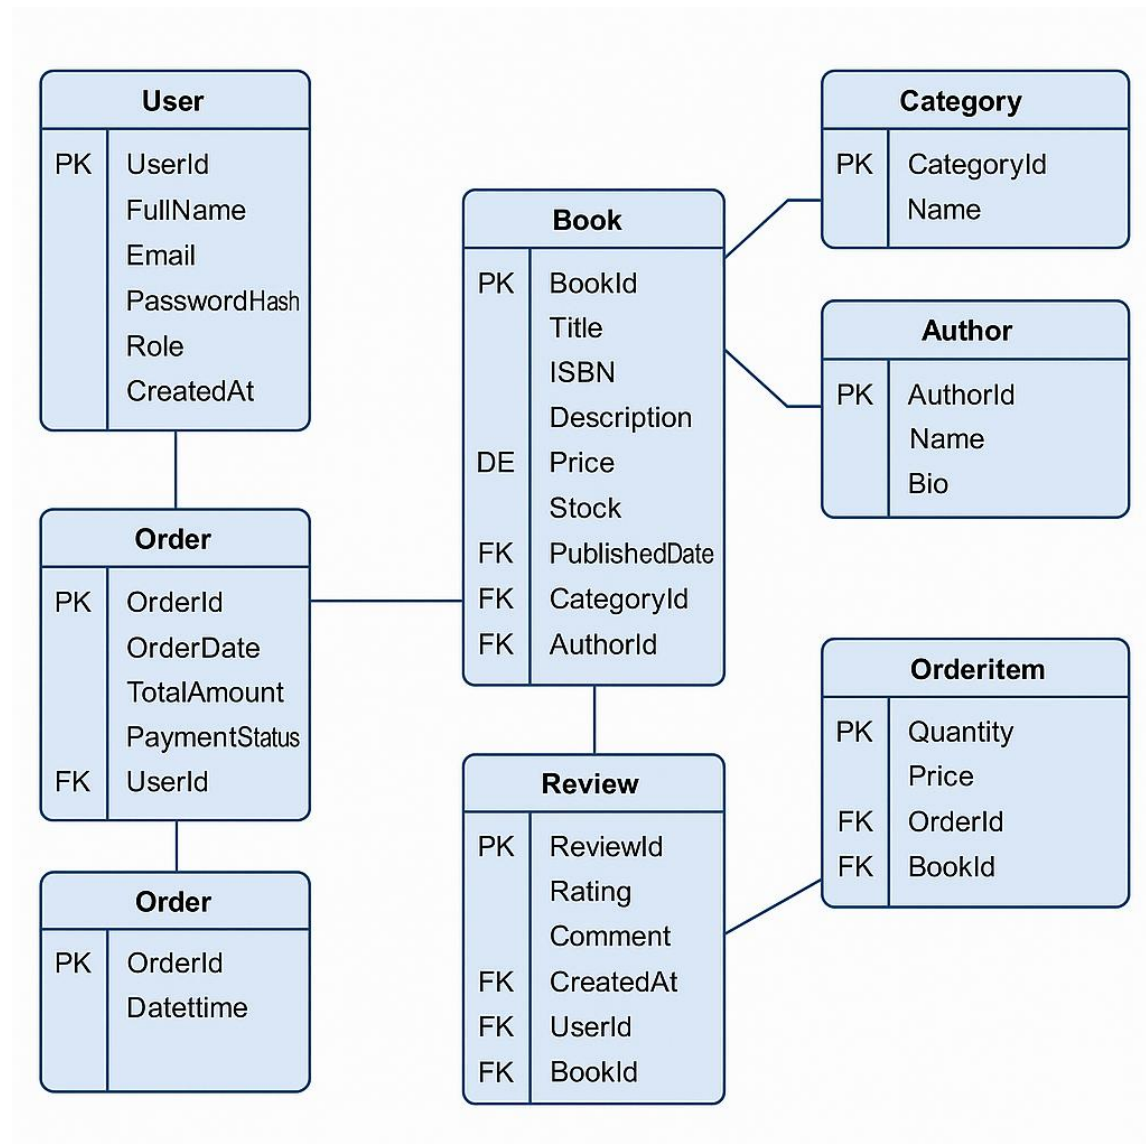 User
PK UserId
FullName
Email
PasswordHash
Role
CreatedAt
Order
PK OrderId
OrderDate
TotalAmount
PaymentStatus
FK UserId
Order
PK OrderId
Datettime
Book
PK BookId
Title
ISBN
Description
DE Price
Stock
FK PublishedDate
FK CategoryId
FK AuthorId
Review
PK ReviewId
Rating
Comment
FK CreatedAt
FK UserId
FK BookId
Category
PK CategoryId
Name
Author
PK AuthorId
Name
Bio
Orderitem
PK Quantity
Price
FK OrderId
FK BookId